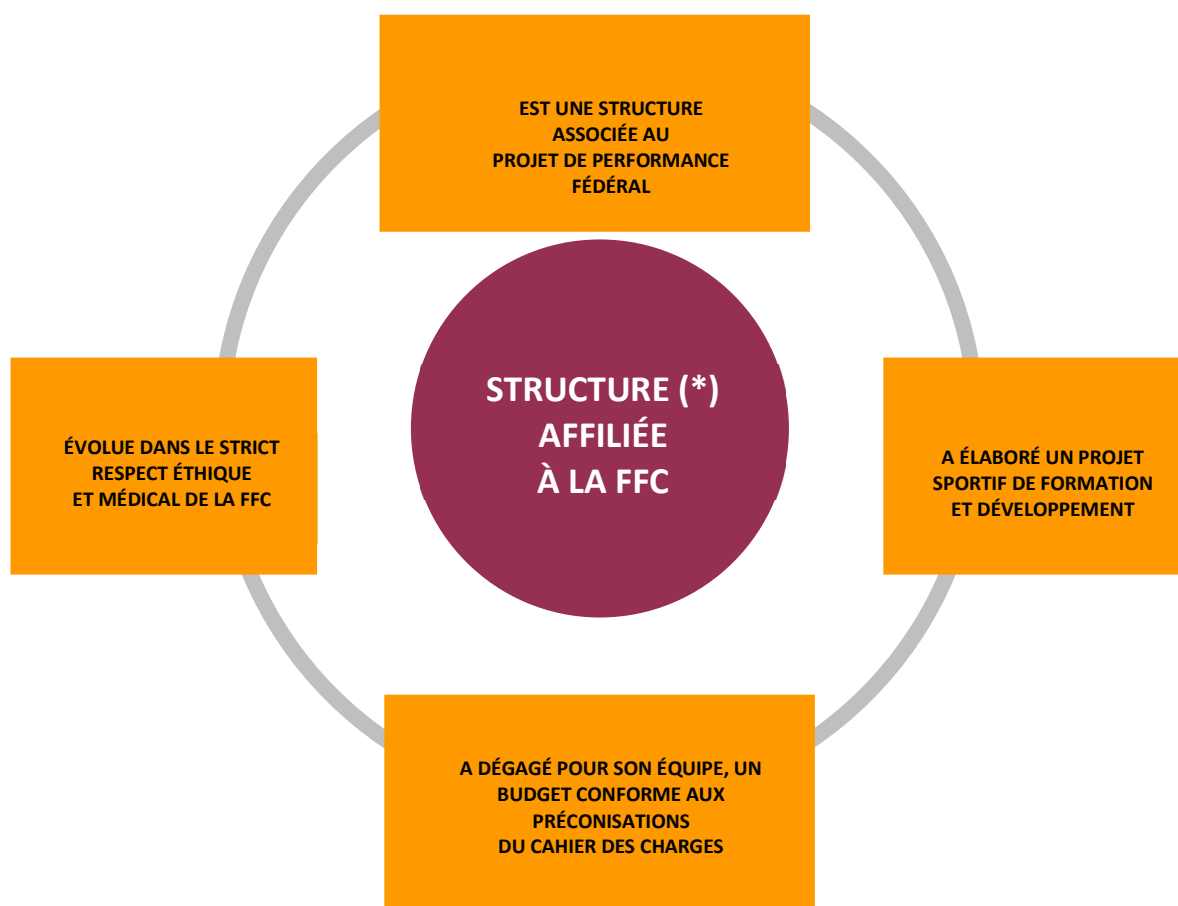 EST UNE STRUCTURE
ASSOCIÉE AU
PROJET DE PERFORMANCE
FÉDÉRAL
STRUCTURE (*)
AFFILIÉE
À LA FFC
ÉVOLUE DANS LE STRICT
RESPECT ÉTHIQUE
ET MÉDICAL DE LA FFC
A ÉLABORÉ UN PROJET
SPORTIF DE FORMATION
ET DÉVELOPPEMENT
A DÉGAGÉ POUR SON ÉQUIPE, UN
BUDGET CONFORME AUX
PRÉCONISATIONS
DU CAHIER DES CHARGES